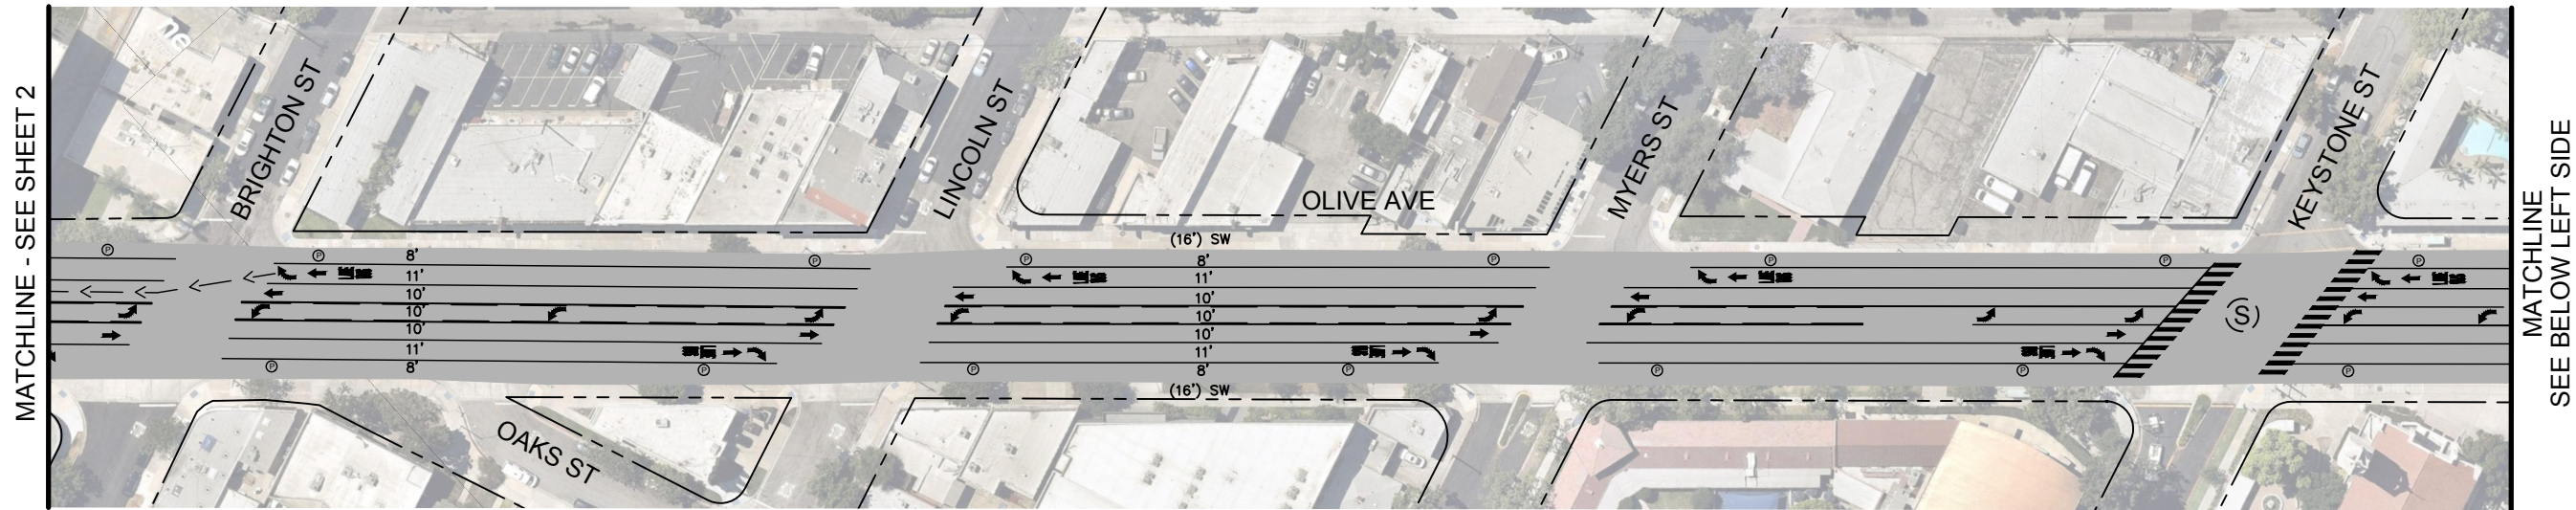 MATCHLINE - SEE SHEET 2
BRIGHTON ST
LINCOLN ST
OLIVE AVE
MYERS ST
KEYSTONE ST
MATCHLINE
SEE BELOW LEFT SIDE
(16') SW
P P P P P P P P
8' 8'
11' 11'
10' 10'
10' 10'
S
10' 10'
11' 11'
8' 8'
P P P P P P P
(16') SW
OAKS ST